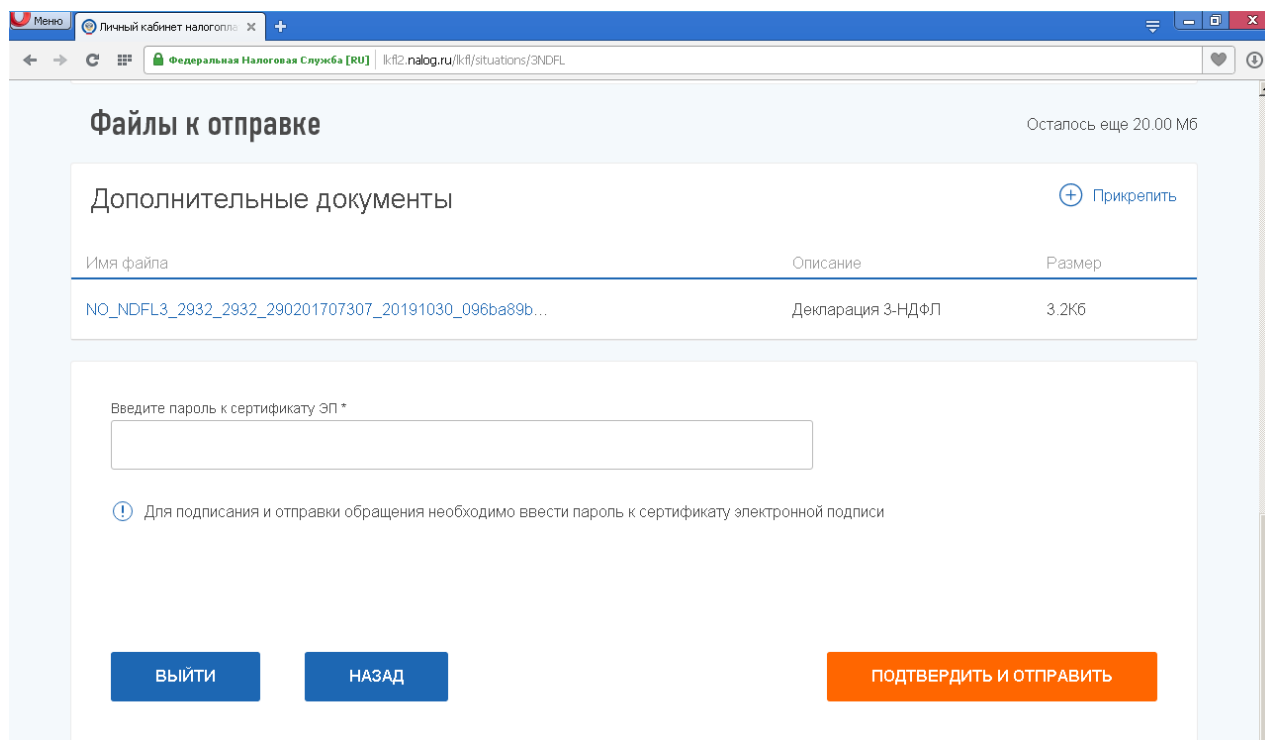 Меню
Личный кабинет налогопла
Федеральная Налоговая Служба [RU] lkfl2.nalog.ru/lkfl/situations/3NDFL
Файлы к отправке
Осталось еще 20.00 Мб
Дополнительные документы
Прикрепить
Имя файла Описание Размер
NO_NDFL3_2932_2932_290201707307_20191030_096ba89b... Декларация 3-НДФЛ 3.2Кб
Введите пароль к сертификату ЭП *
Для подписания и отправки обращения необходимо ввести пароль к сертификату электронной подписи
ВЫЙТИ НАЗАД ПОДТВЕРДИТЬ И ОТПРАВИТЬ